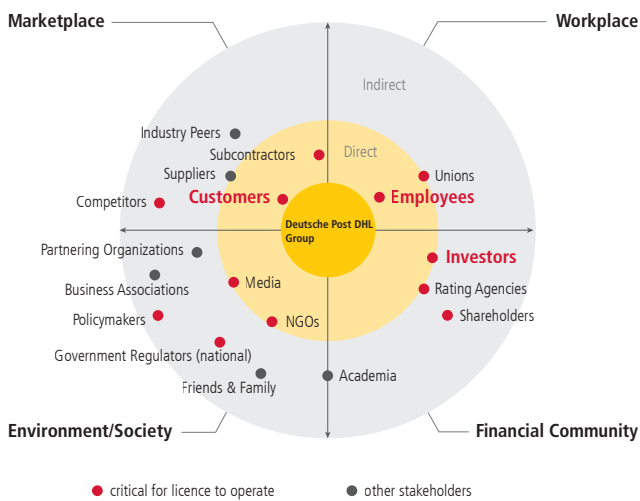 Marketplace
Workplace
Indirect
Industry Peers
Subcontractors
Direct
Suppliers
Unions
Customers
Employees
Competitors
Deutsche Post DHL
Group
Partnering Organizations
Investors
Business Associations
Media
Rating Agencies
Policymakers
NGOs
Shareholders
Government Regulators (national)
Friends & Family
Academia
Environment/Society
Financial Community
critical for licence to operate
other stakeholders